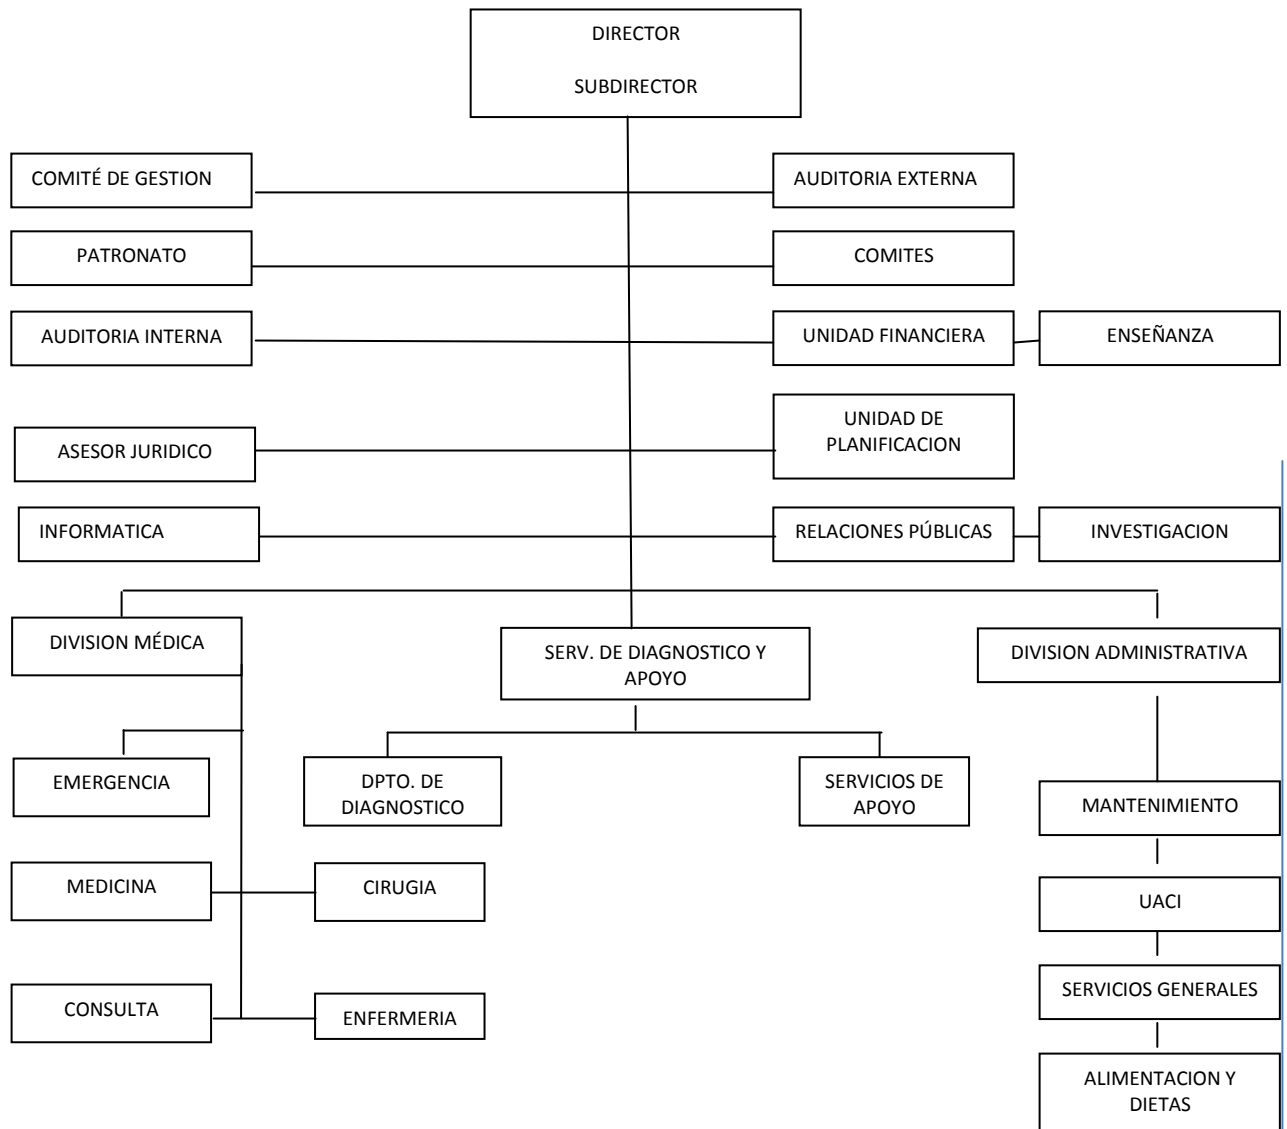 DIRECTOR
SUBDIRECTOR
COMITÉ DE GESTION
AUDITORIA EXTERNA
PATRONATO
COMITES
AUDITORIA INTERNA
UNIDAD FINANCIERA
ENSEÑANZA
ASESOR JURIDICO
UNIDAD DE
PLANIFICACION
INFORMATICA
RELACIONES PÚBLICAS
INVESTIGACION
DIVISION MÉDICA
SERV. DE DIAGNOSTICO Y
APOYO
DIVISION ADMINISTRATIVA
EMERGENCIA
DPTO. DE
DIAGNOSTICO
SERVICIOS DE
APOYO
MANTENIMIENTO
MEDICINA
CIRUGIA
UACI
CONSULTA
ENFERMERIA
SERVICIOS GENERALES
ALIMENTACION Y
DIETAS